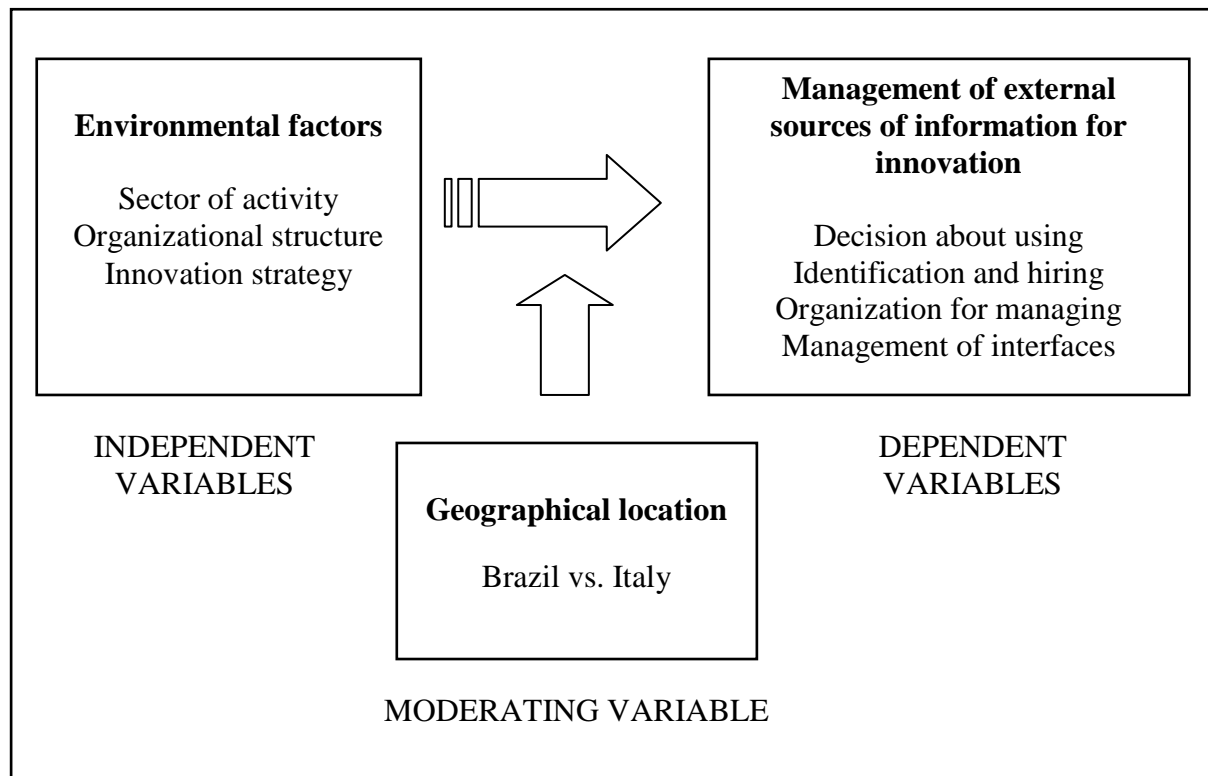 Environmental factors
Sector of activity
Organizational structure
Innovation strategy
INDEPENDENT
VARIABLES
Management of external
sources of information for
innovation
Decision about using
Identification and hiring
Organization for managing
Management of interfaces
DEPENDENT
VARIABLES
Geographical location
Brazil vs. Italy
MODERATING VARIABLE